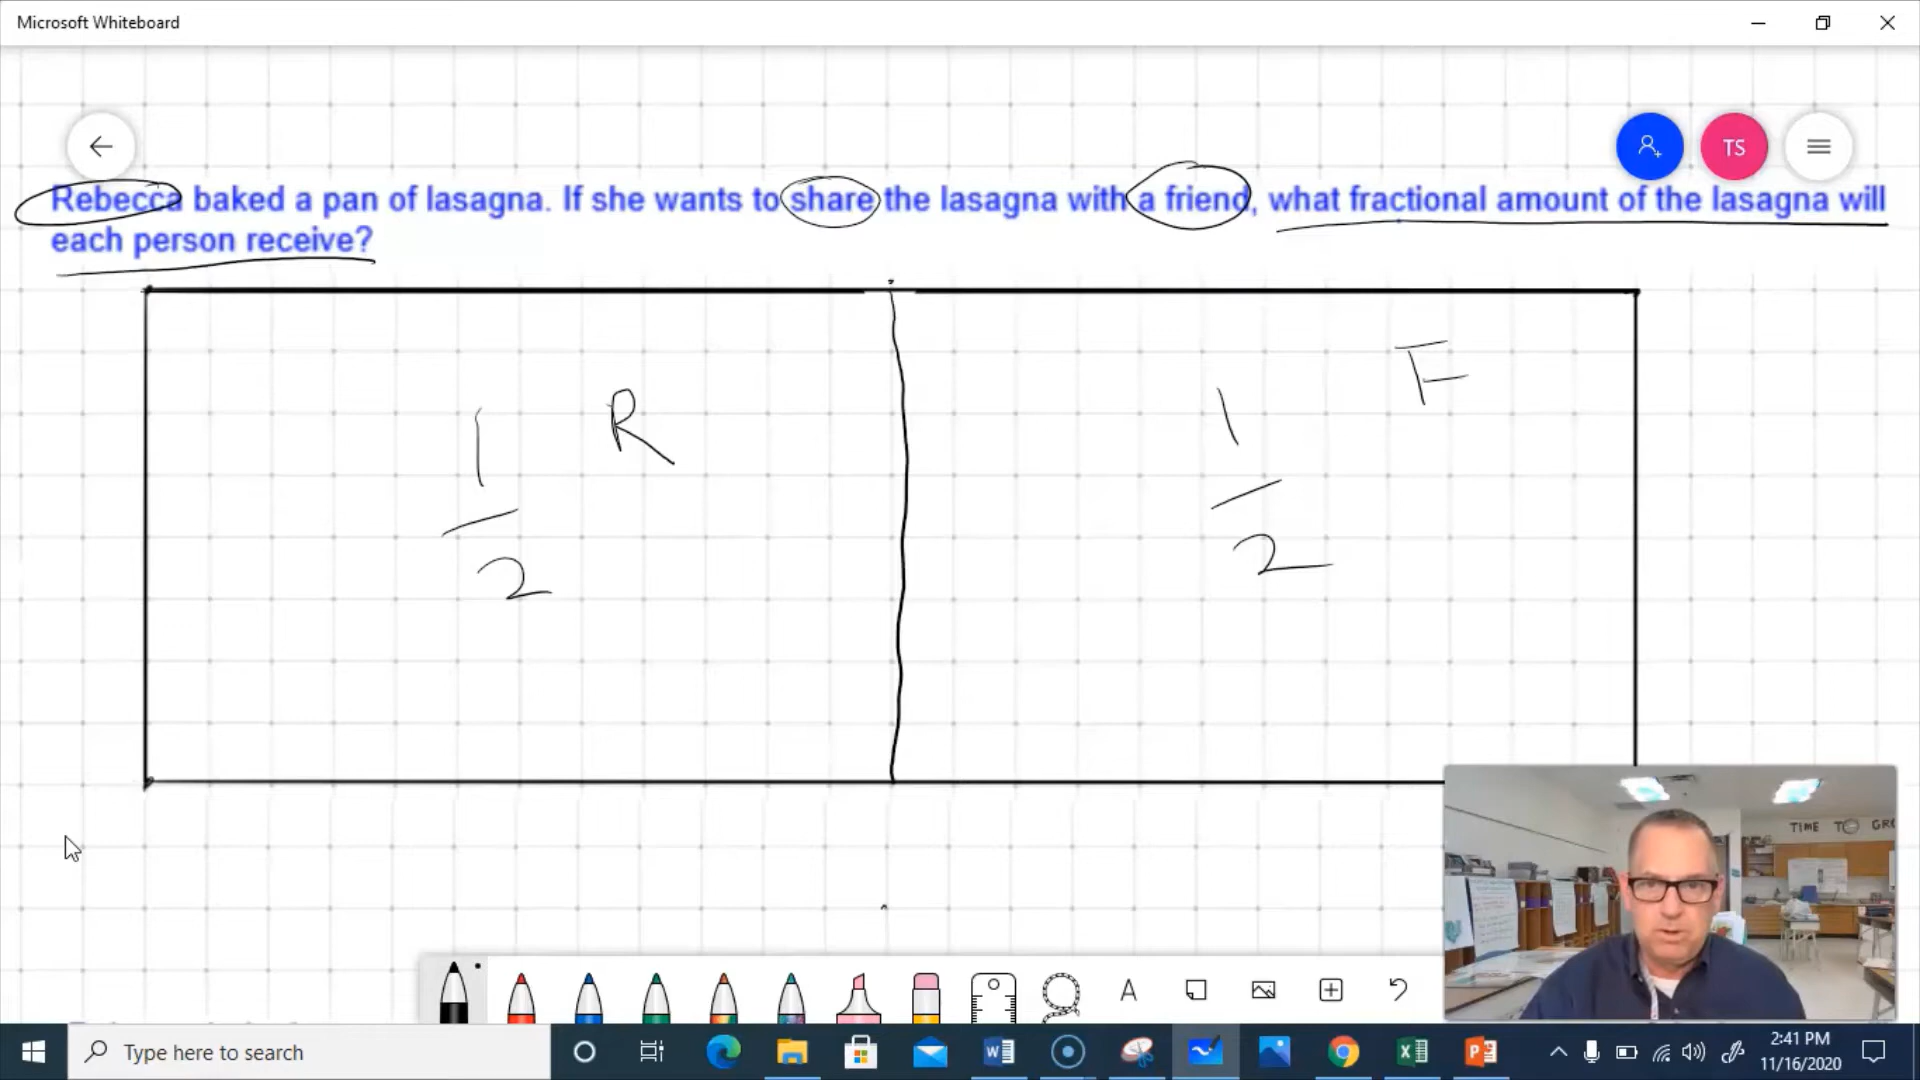 Microsoft Whiteboard
TS
Rebecca baked a pan of lasagna. If she wants to share the lasagna with a friend, what fractional amount of the lasagna will
each person receive?
F
1
R
1
2
2
TIME TO GRO
A
Type here to search
2:41 PM
11/16/2020